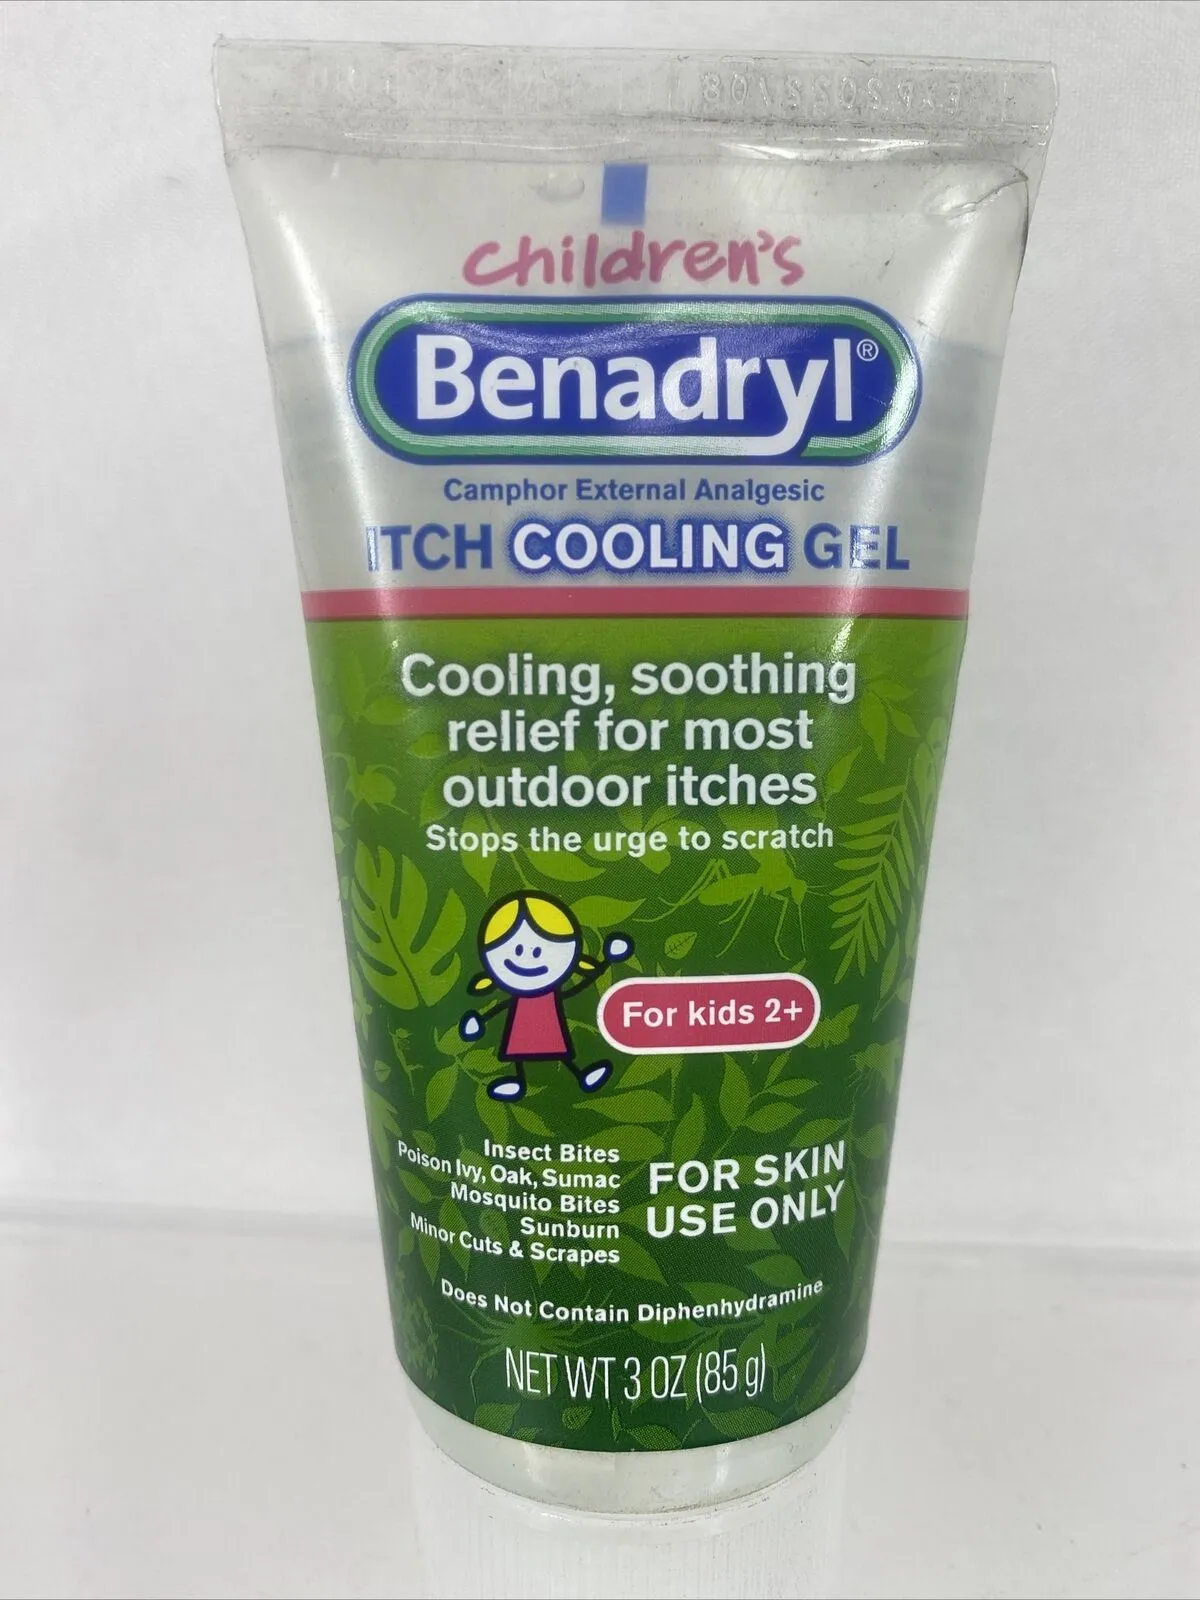 children's
Benadryl®
Camphor External Analgesic
ITCH COOLING GEL
Cooling, soothing
relief for most
outdoor itches
Stops the urge to scratch
For kids 2+
Insect Bites
Poison Ivy, Oak, Sumac
Mosquito Bites
Sunburn
Minor Cuts & Scrapes
FOR SKIN
USE ONLY
Does Not Contain Diphenhydramine
NET WT 3 OZ (85 g)